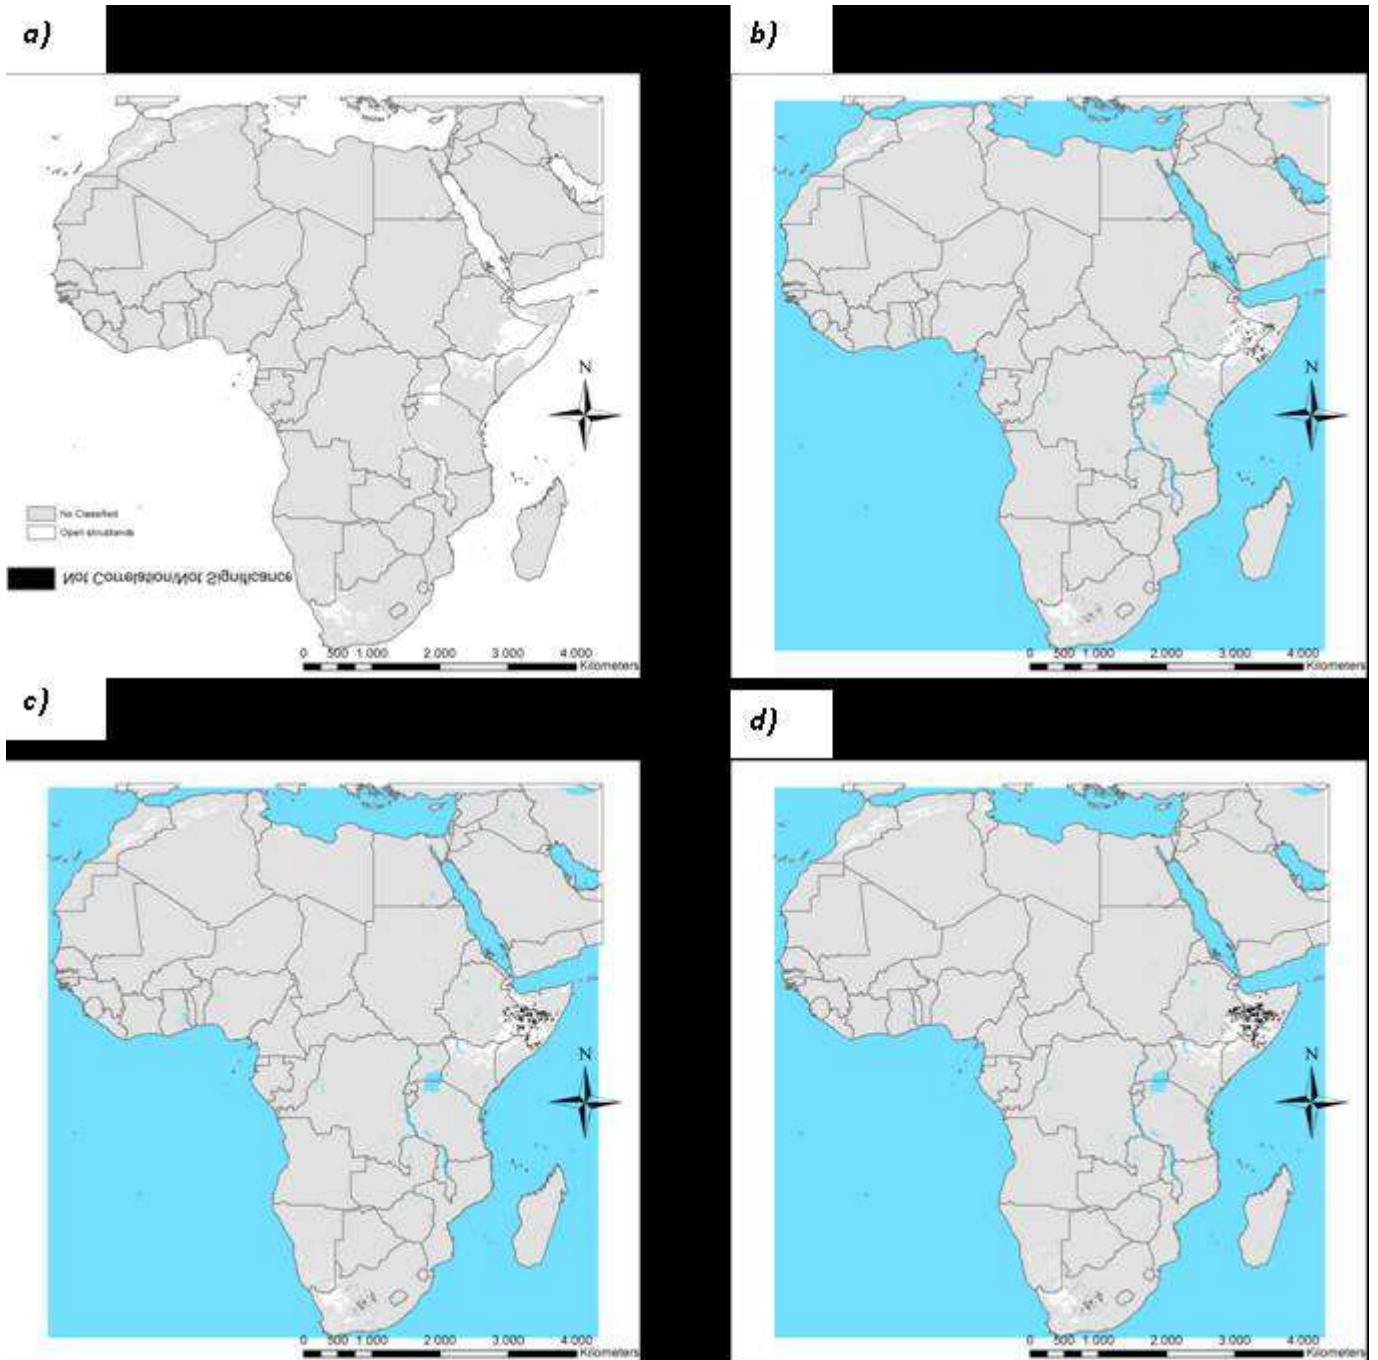 a)
b)
N
No Classified
Open shrublands
Not Correlation/Not Significance
0 500 1.000 2.000 3.000 4.000
Kilometers
N
0 500 1.000 2.000 3.000 4.000
Kilometers
c)
d)
N
0 500 1.000 2.000 3.000 4.000
Kilometers
N
0 500 1.000 2.000 3.000 4.000
Kilometers